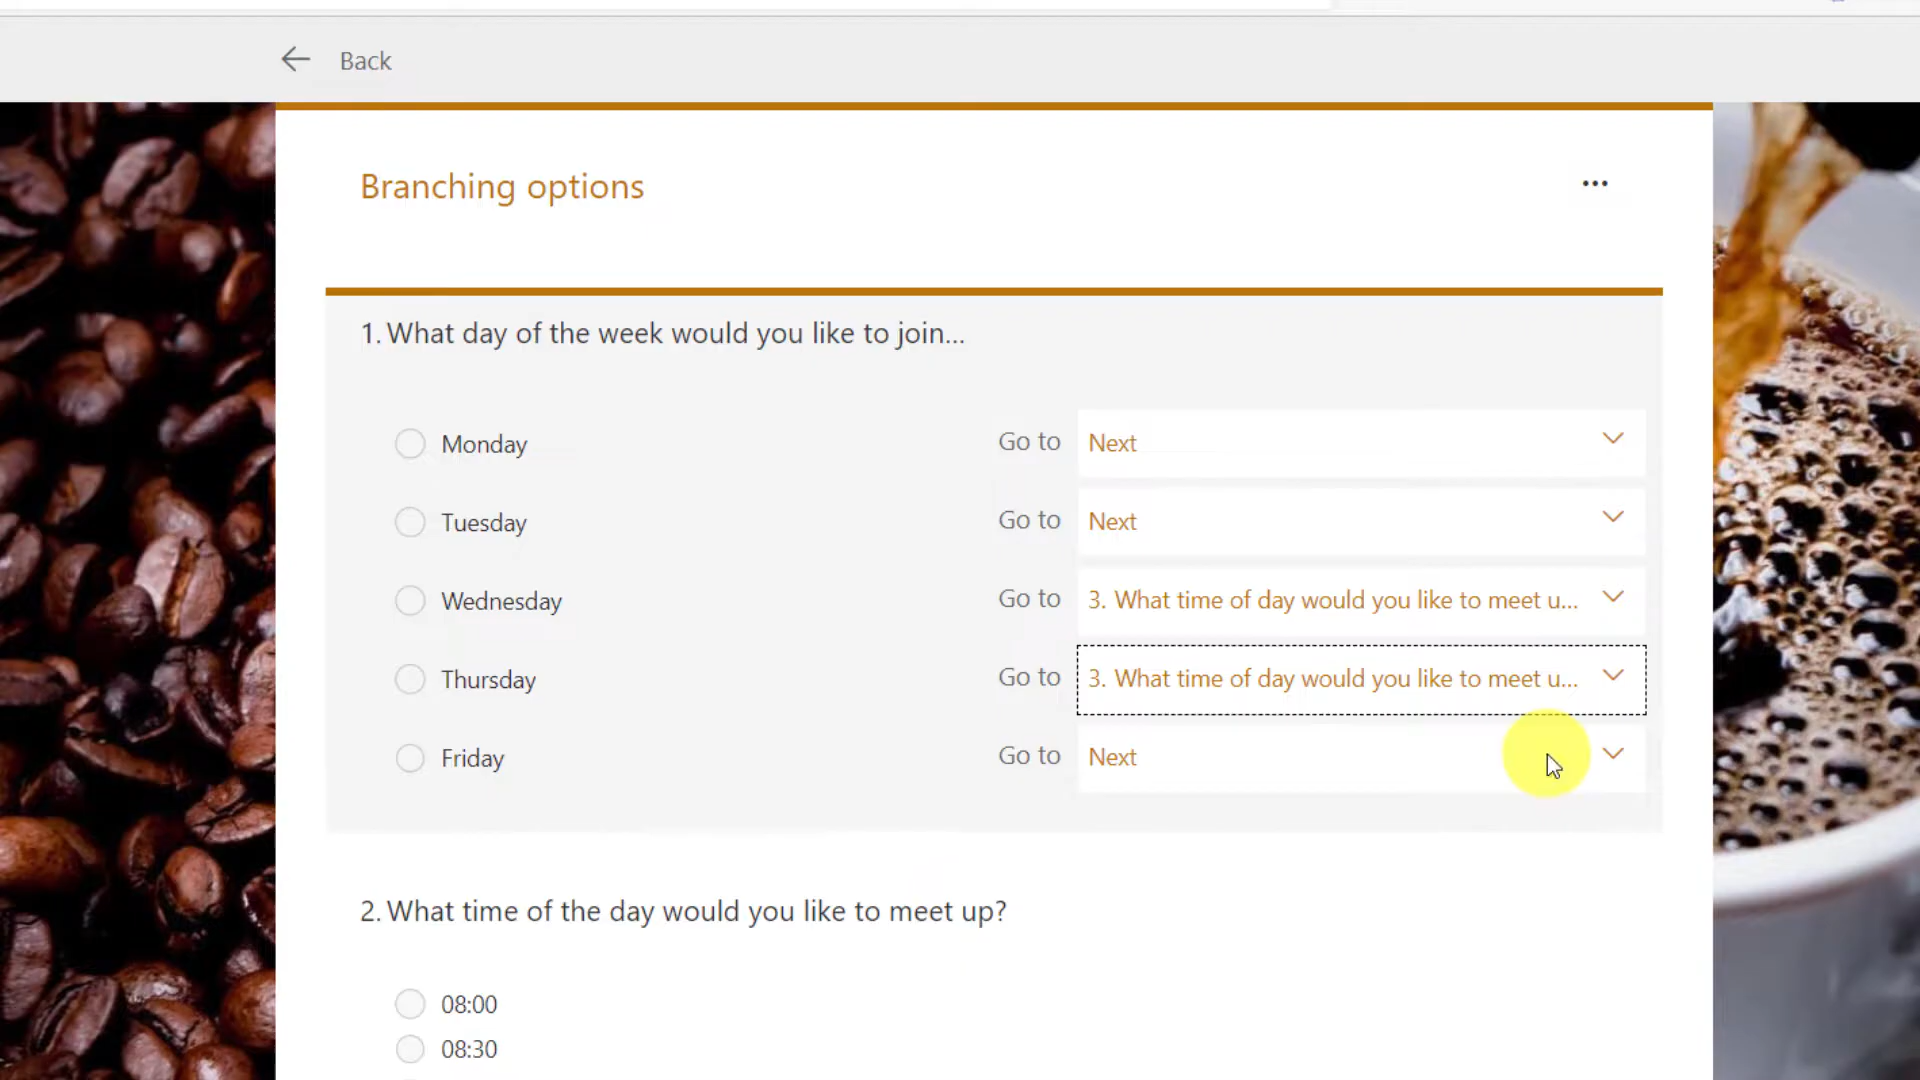 Back
Branching options
1. What day of the week would you like to join...
Monday Go to Next
Tuesday Go to Next
Wednesday Go to 3. What time of day would you like to meet u...
Thursday Go to 3. What time of day would you like to meet u...
Friday Go to Next
2. What time of the day would you like to meet up?
08:00
08:30